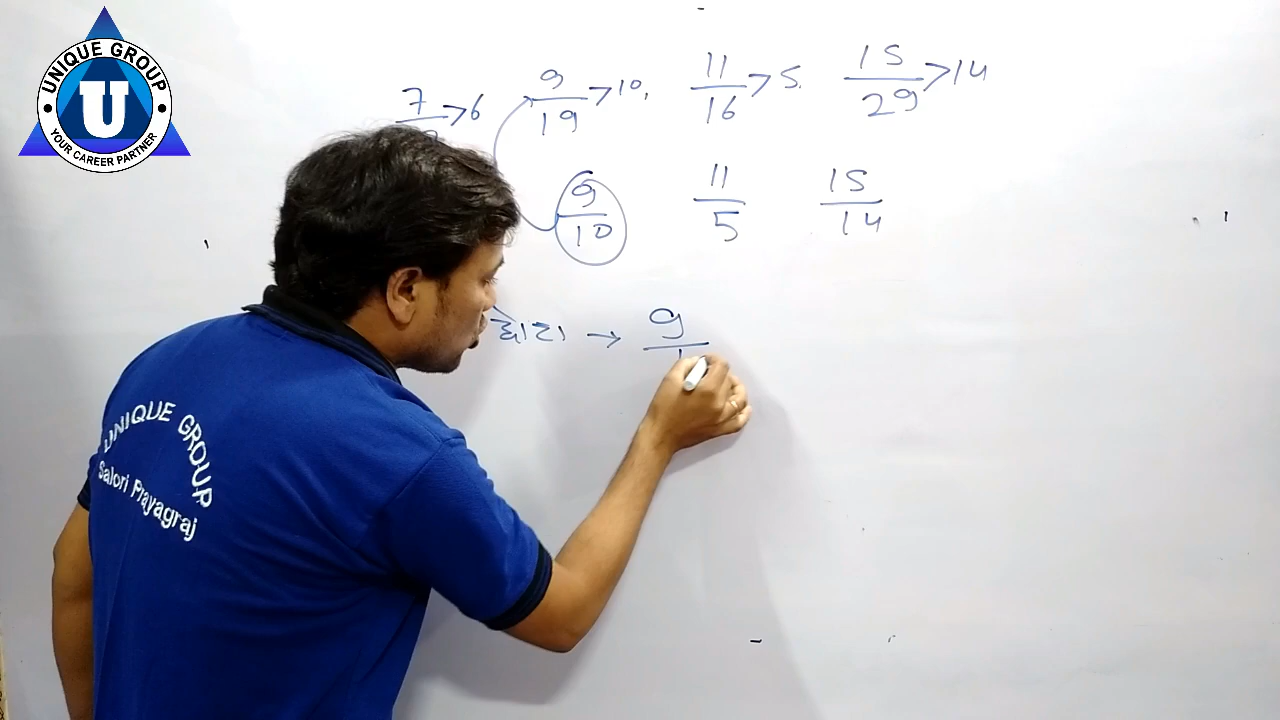 UNIQUE GROUP
U
YOUR CAREER PARTNER
7/ >6 9/19 >10, 11/16 >5. 15/29 >14
9/10 11/5 15/14
छोटा → 9/1
UNIQUE GROUP
Salori Prayagraj